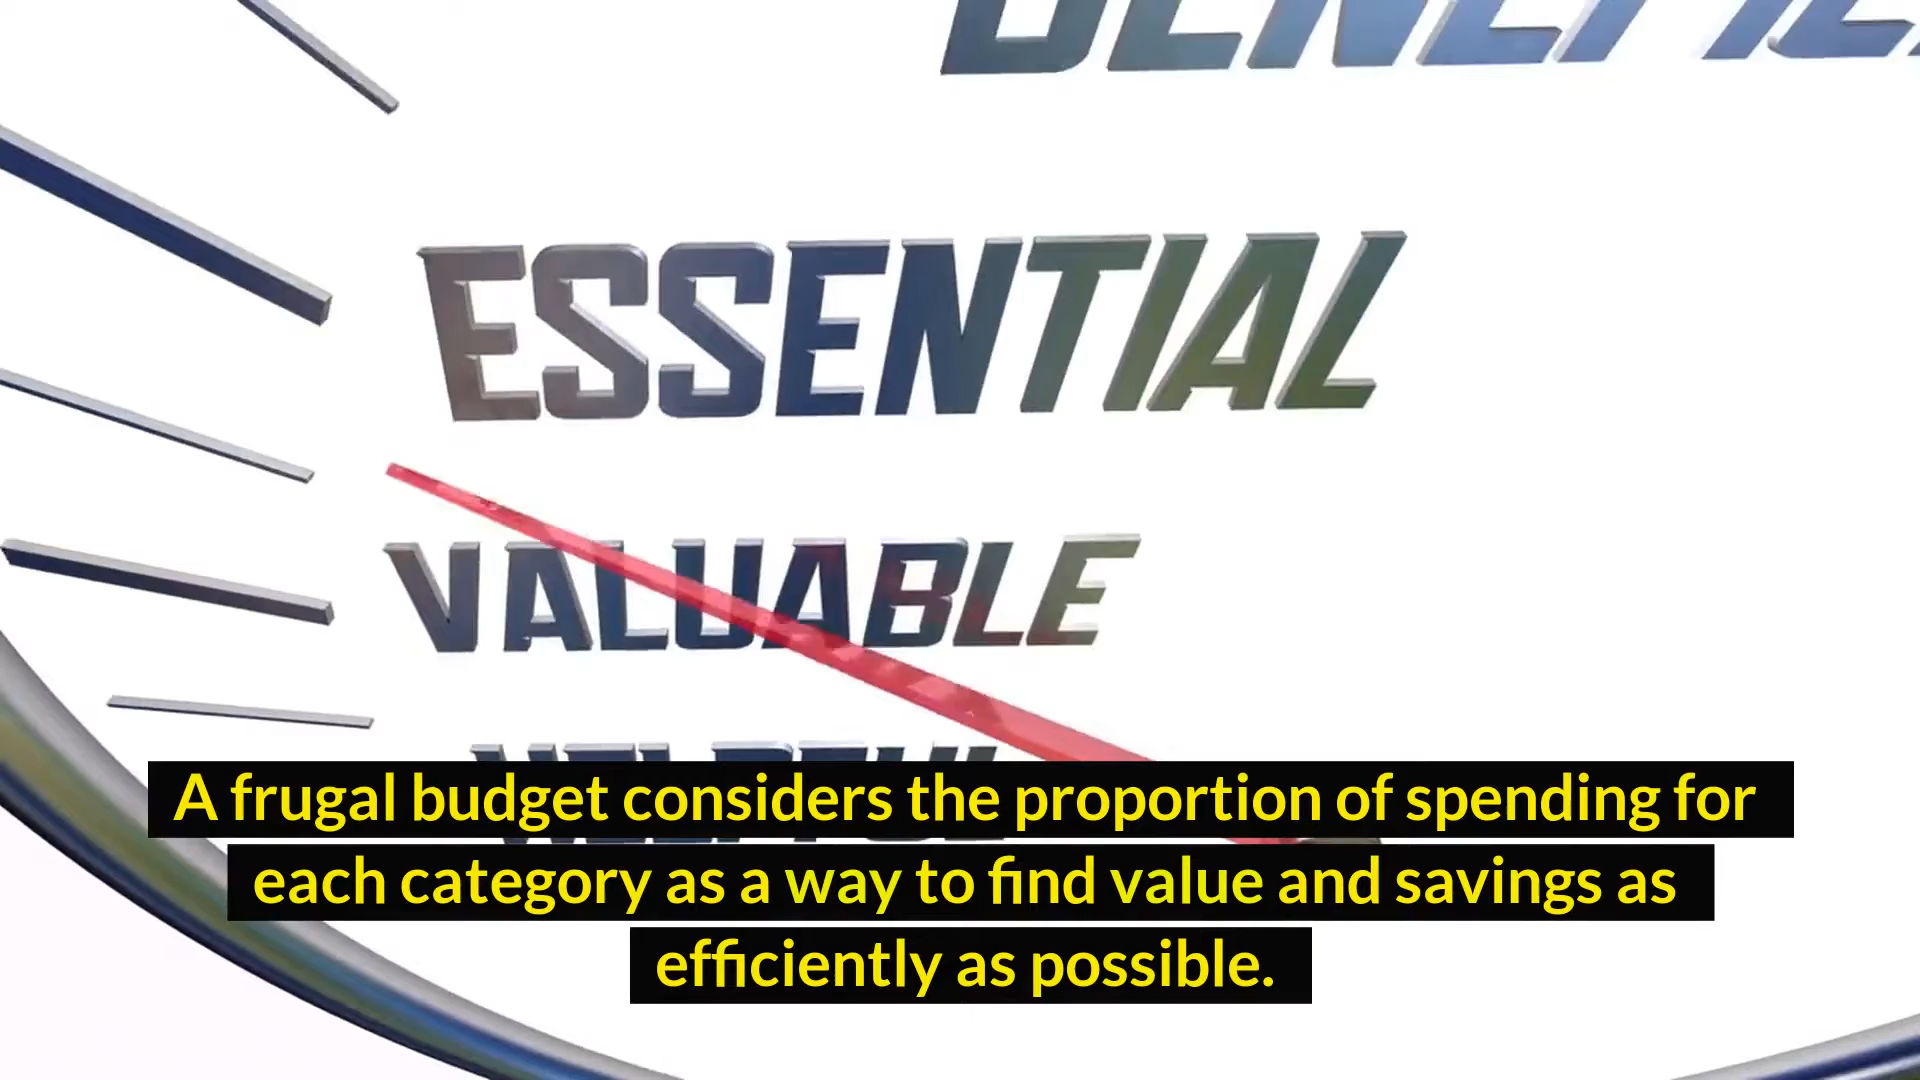 ESSENTIAL
VALUABLE
HELPFUL
A frugal budget considers the proportion of spending for
each category as a way to find value and savings as
efficiently as possible.